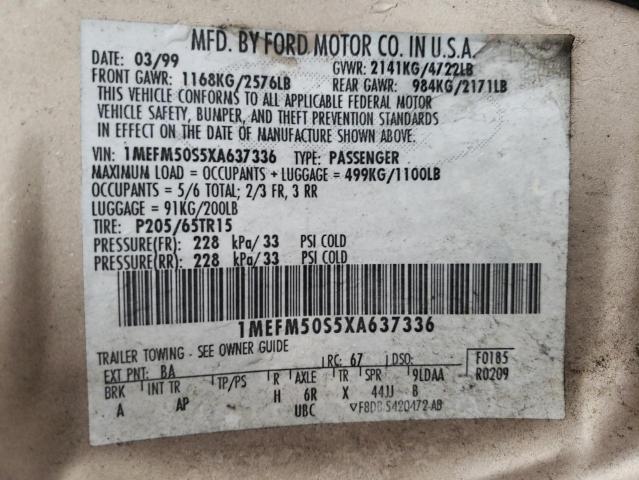 MFD. BY FORD MOTOR CO. IN U.S.A.
DATE: 03/99 GVWR: 2141KG/4722LB
FRONT GAWR: 1168KG/2576LB REAR GAWR: 984KG/2171LB
THIS VEHICLE CONFORMS TO ALL APPLICABLE FEDERAL MOTOR
VEHICLE SAFETY, BUMPER, AND THEFT PREVENTION STANDARDS
IN EFFECT ON THE DATE OF MANUFACTURE SHOWN ABOVE.
VIN: 1MEFM50S5XA637336 TYPE: PASSENGER
MAXIMUM LOAD = OCCUPANTS + LUGGAGE = 499KG/1100LB
OCCUPANTS = 5/6 TOTAL; 2/3 FR, 3 RR
LUGGAGE = 91KG/200LB
TIRE: P205/65TR15
PRESSURE(FR): 228 kPa/33 PSI COLD
PRESSURE(RR): 228 kPa/33 PSI COLD
1MEFM50S5XA637336
TRAILER TOWING - SEE OWNER GUIDE
EXT PNT: BA RC: 67 DSO: F0185
BRK INT TR TP/PS R AXLE TR SPR 9LDAA R0209
A AP H 6R X 44JJ B
UBC F8DB-5420472-AB